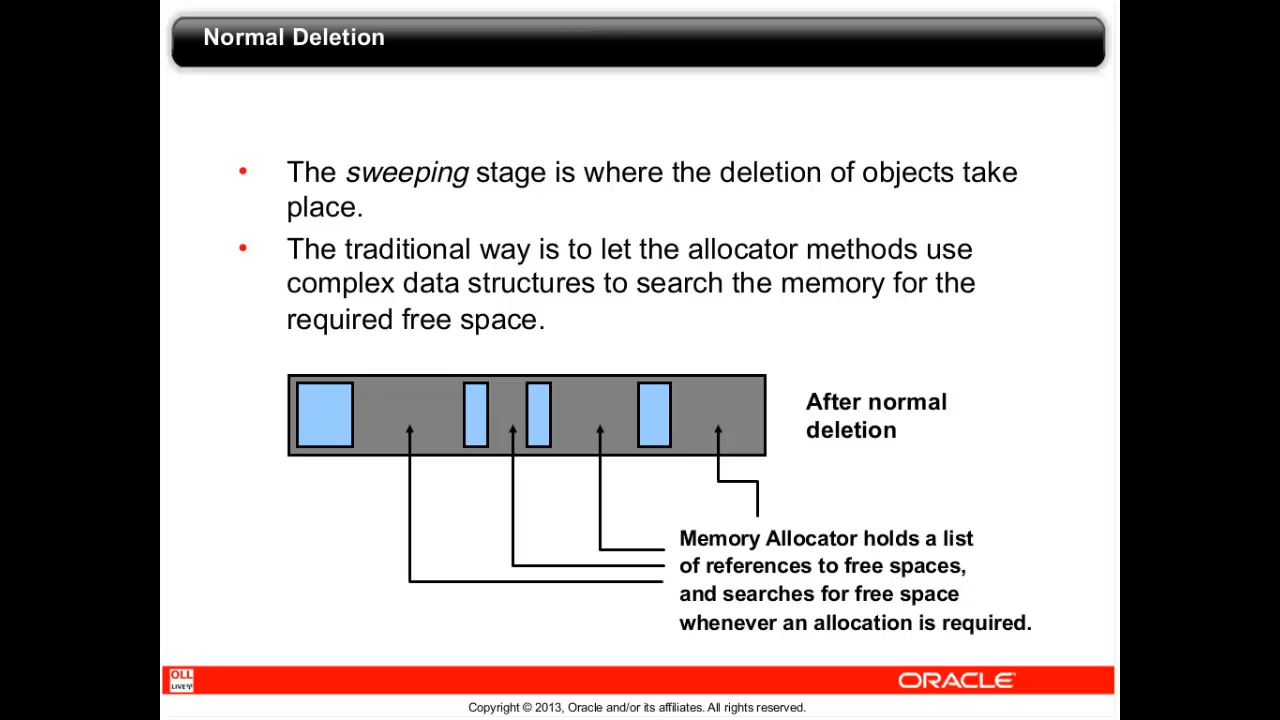 Normal Deletion
• The sweeping stage is where the deletion of objects take
place.
• The traditional way is to let the allocator methods use
complex data structures to search the memory for the
required free space.
After normal
deletion
Memory Allocator holds a list
of references to free spaces,
and searches for free space
whenever an allocation is required.
OLL
LIVE
ORACLE
Copyright © 2013, Oracle and/or its affiliates. All rights reserved.